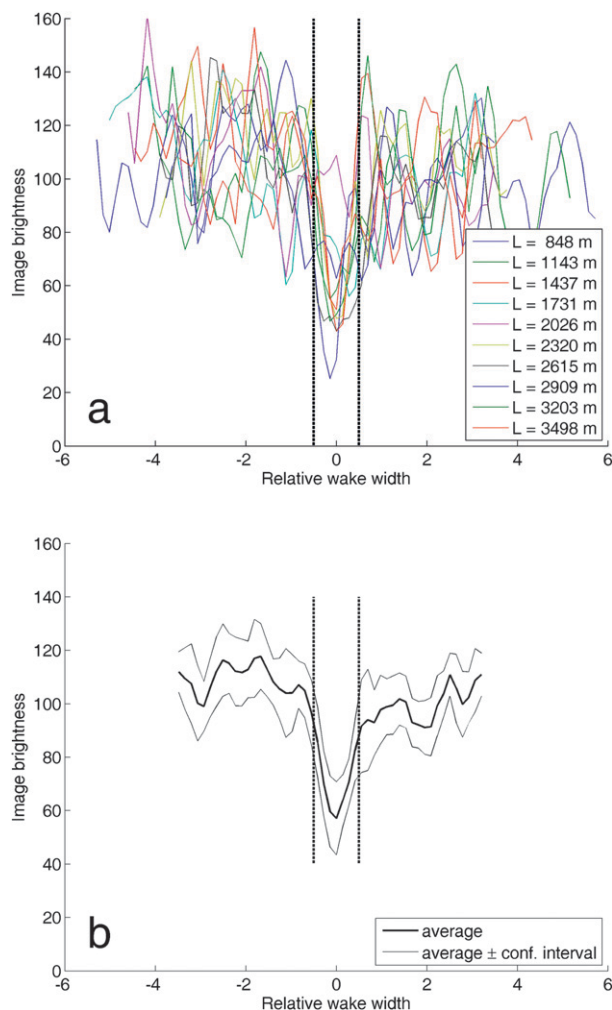 160
140
120
100
80
60
40
20
0
Image brightness
a
L = 848 m
L = 1143 m
L = 1437 m
L = 1731 m
L = 2026 m
L = 2320 m
L = 2615 m
L = 2909 m
L = 3203 m
L = 3498 m
-6 -4 -2 0 2 4 6
Relative wake width
160
140
120
100
80
60
40
20
0
Image brightness
b
average
average ± conf. interval
-6 -4 -2 0 2 4 6
Relative wake width